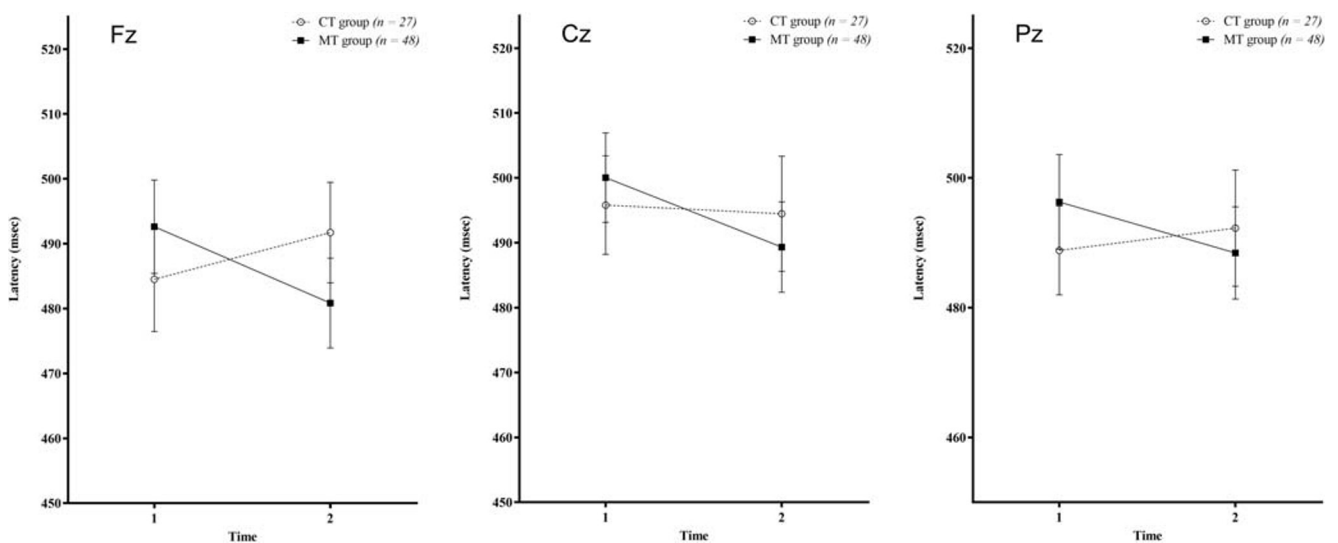 Fz
CT group (n = 27)
MT group (n = 48)
520
510
500
490
480
470
460
450
Latency (msec)
1
2
Time
Cz
CT group (n = 27)
MT group (n = 48)
520
510
500
490
480
470
460
450
Latency (msec)
1
2
Time
Pz
CT group (n = 27)
MT group (n = 48)
520
500
480
460
Latency (msec)
1
2
Time